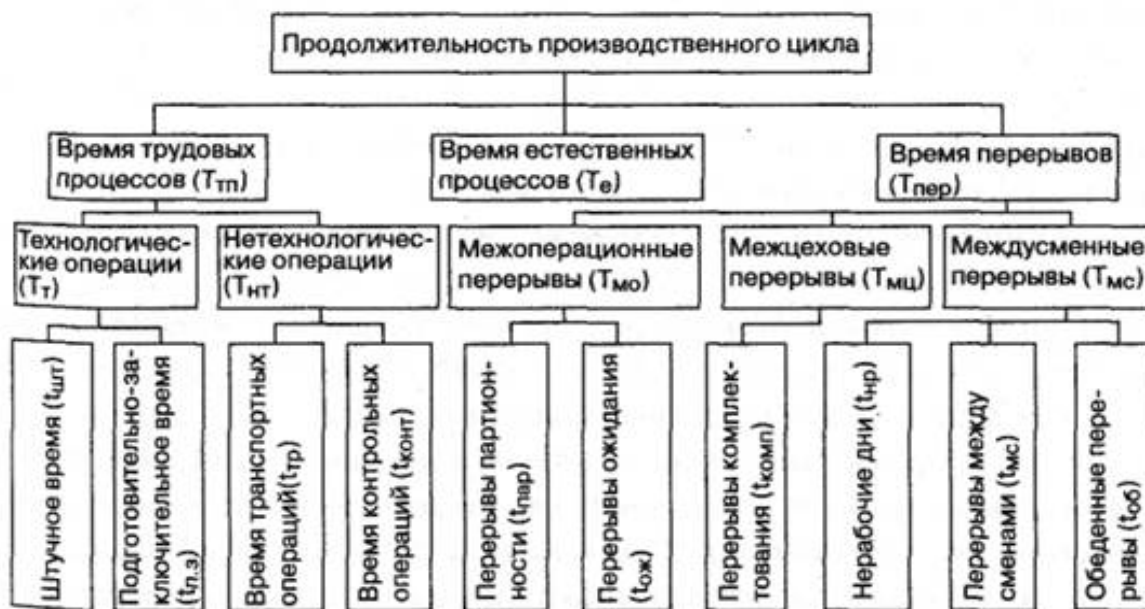 Продолжительность производственного цикла
Время трудовых
процессов (Tтп)
Время естественных
процессов (Te)
Время перерывов
(Tпер)
Технологичес-
кие операции
(Tт)
Нетехнологичес-
кие операции
(Tнт)
Межоперационные
перерывы (Tмо)
Межцеховые
перерывы (Tмц)
Междусменные
перерывы (Tмс)
Штучное время (tшт)
Подготовительно-за-
ключительное время
(tп.з)
Время транспортных
операций(tтр)
Время контрольных
операций (tконт)
Перерывы партион-
ности (tпар)
Перерывы ожидания
(tож)
Перерывы комплек-
тования (tкомп)
Нерабочие дни (tнр)
Перерывы между
сменами (tмс)
Обеденные пере-
рывы (tоб)